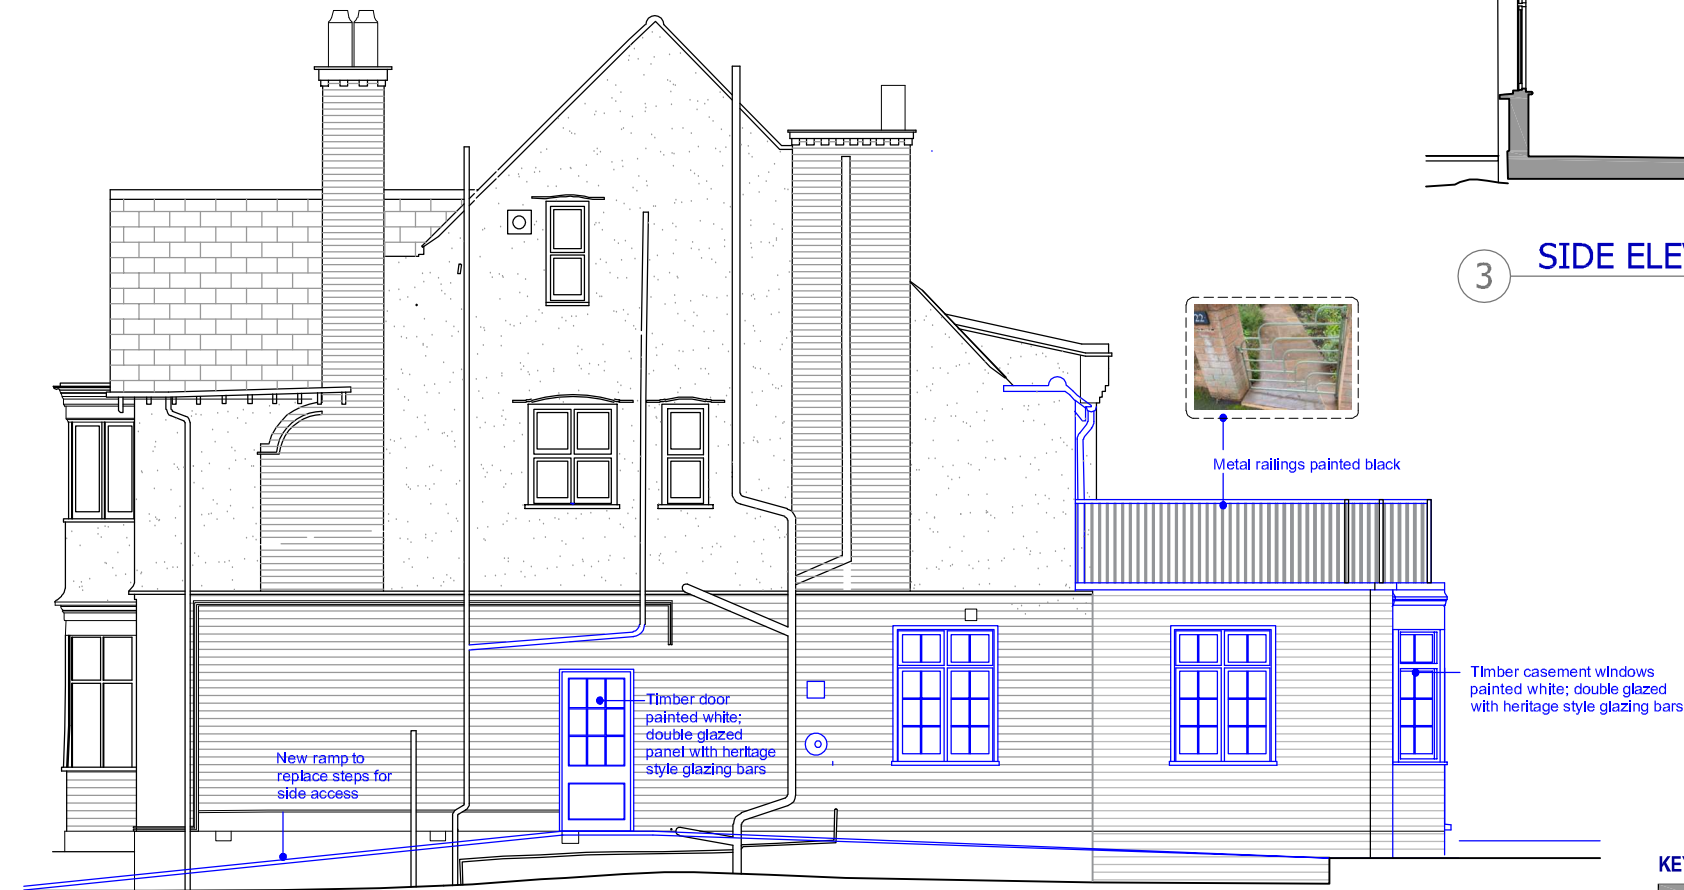 3
SIDE ELE
Metal railings painted black
Timber casement windows
painted white; double glazed
with heritage style glazing bars
Timber door
painted white;
double glazed
panel with heritage
style glazing bars
New ramp to
replace steps for
side access
KE